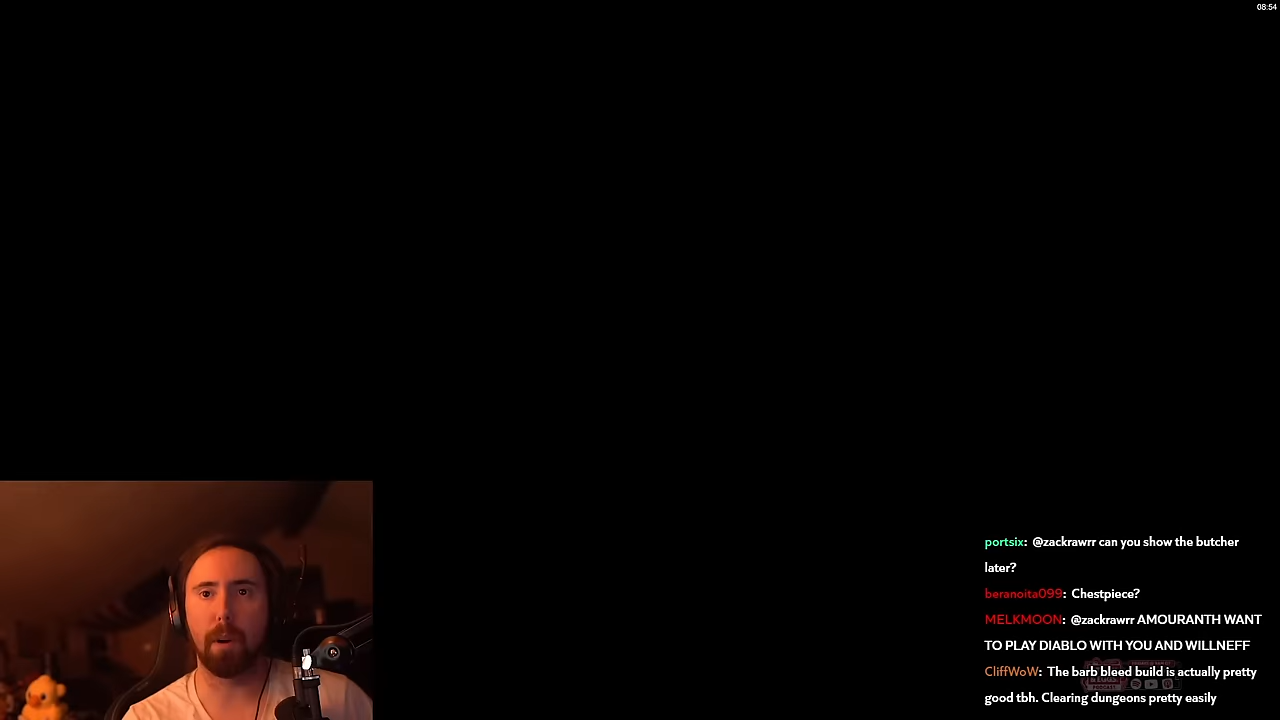 08:54
portsix: @zackrawrr can you show the butcher
later?
beranoita099: Chestpiece?
MELKMOON: @zackrawrr AMOURANTH WANT
TO PLAY DIABLO WITH YOU AND WILLNEFF
CliffWoW: The barb bleed build is actually pretty
good tbh. Clearing dungeons pretty easily